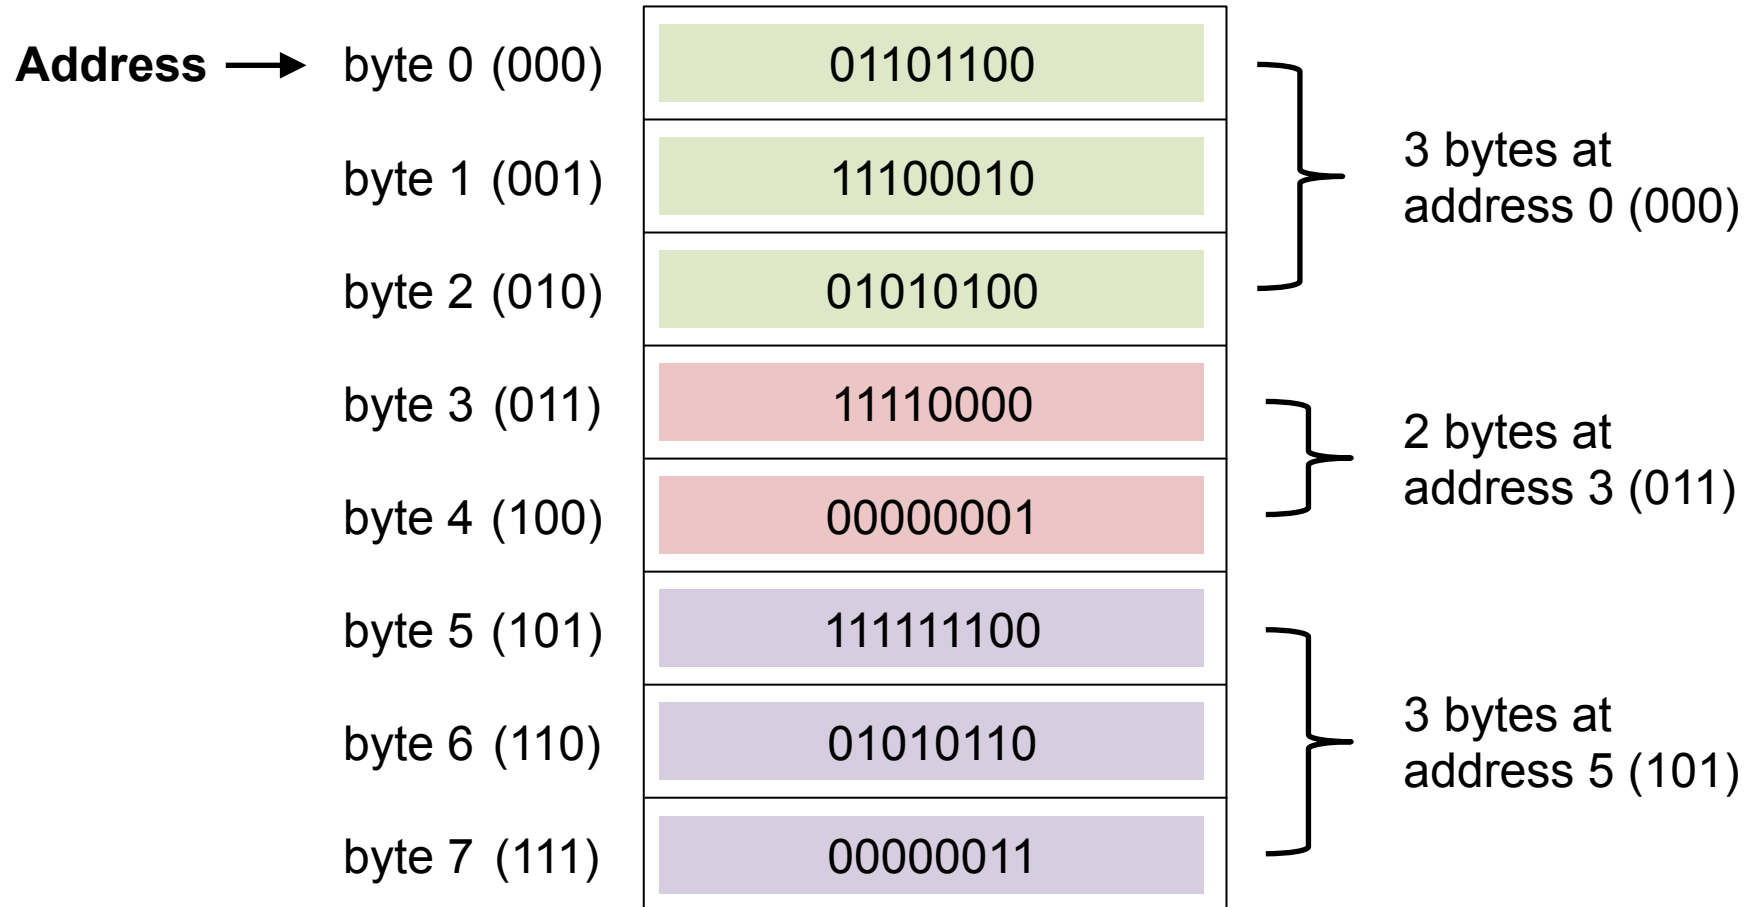 Address → byte 0 (000) 01101100
byte 1 (001) 11100010
3 bytes at
address 0 (000)
byte 2 (010) 01010100
byte 3 (011) 11110000
2 bytes at
address 3 (011)
byte 4 (100) 00000001
byte 5 (101) 111111100
byte 6 (110) 01010110
3 bytes at
address 5 (101)
byte 7 (111) 00000011